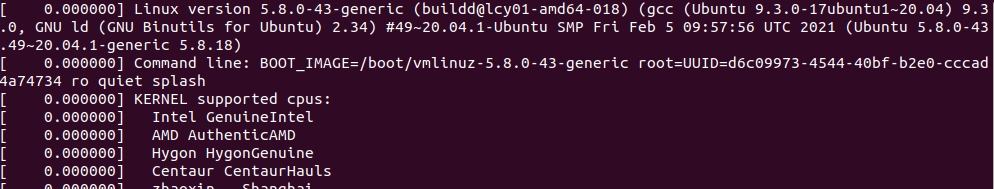 [    0.000000] Linux version 5.8.0-43-generic (buildd@lcy01-amd64-018) (gcc (Ubuntu 9.3.0-17ubuntu1~20.04) 9.3
.0, GNU ld (GNU Binutils for Ubuntu) 2.34) #49~20.04.1-Ubuntu SMP Fri Feb 5 09:57:56 UTC 2021 (Ubuntu 5.8.0-43
.49~20.04.1-generic 5.8.18)
[    0.000000] Command line: BOOT_IMAGE=/boot/vmlinuz-5.8.0-43-generic root=UUID=d6c09973-4544-40bf-b2e0-cccad
4a74734 ro quiet splash
[    0.000000] KERNEL supported cpus:
[    0.000000]   Intel GenuineIntel
[    0.000000]   AMD AuthenticAMD
[    0.000000]   Hygon HygonGenuine
[    0.000000]   Centaur CentaurHauls
[    0.000000]   zhaoxin   Shanghai